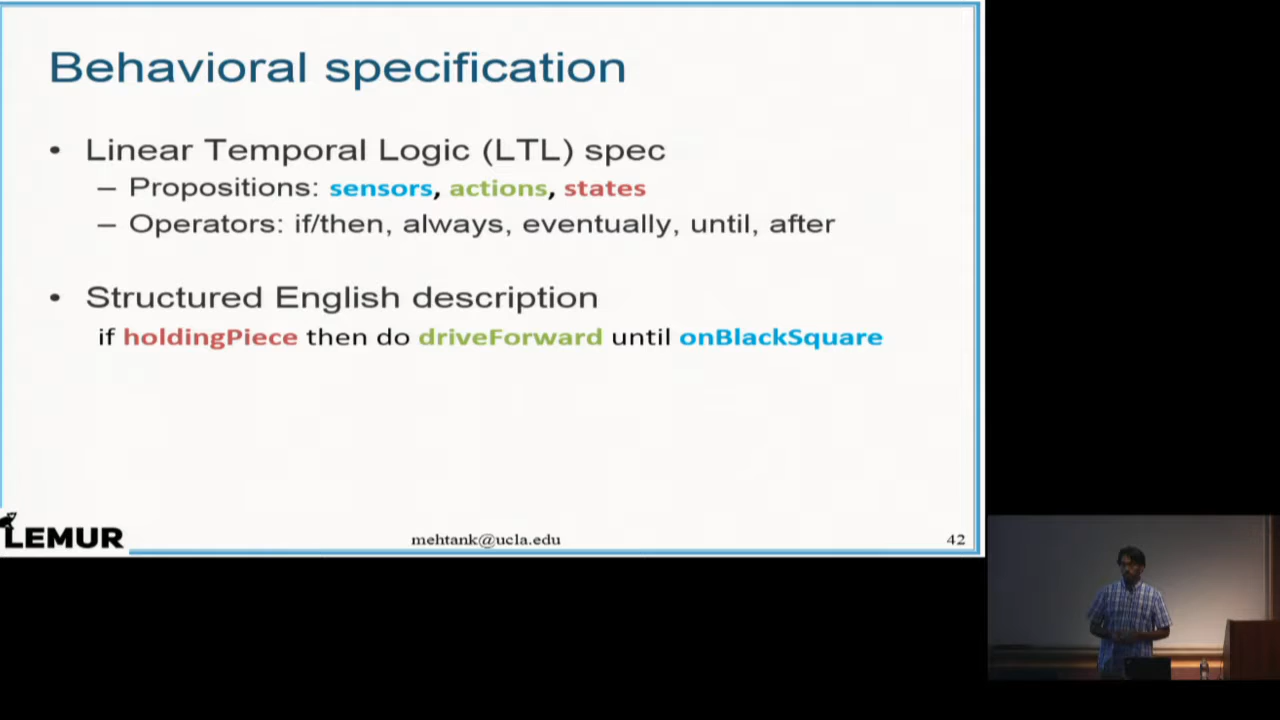 Behavioral specification
• Linear Temporal Logic (LTL) spec
– Propositions: sensors, actions, states
– Operators: if/then, always, eventually, until, after
• Structured English description
if holdingPiece then do driveForward until onBlackSquare
LEMUR
mehtank@ucla.edu
42